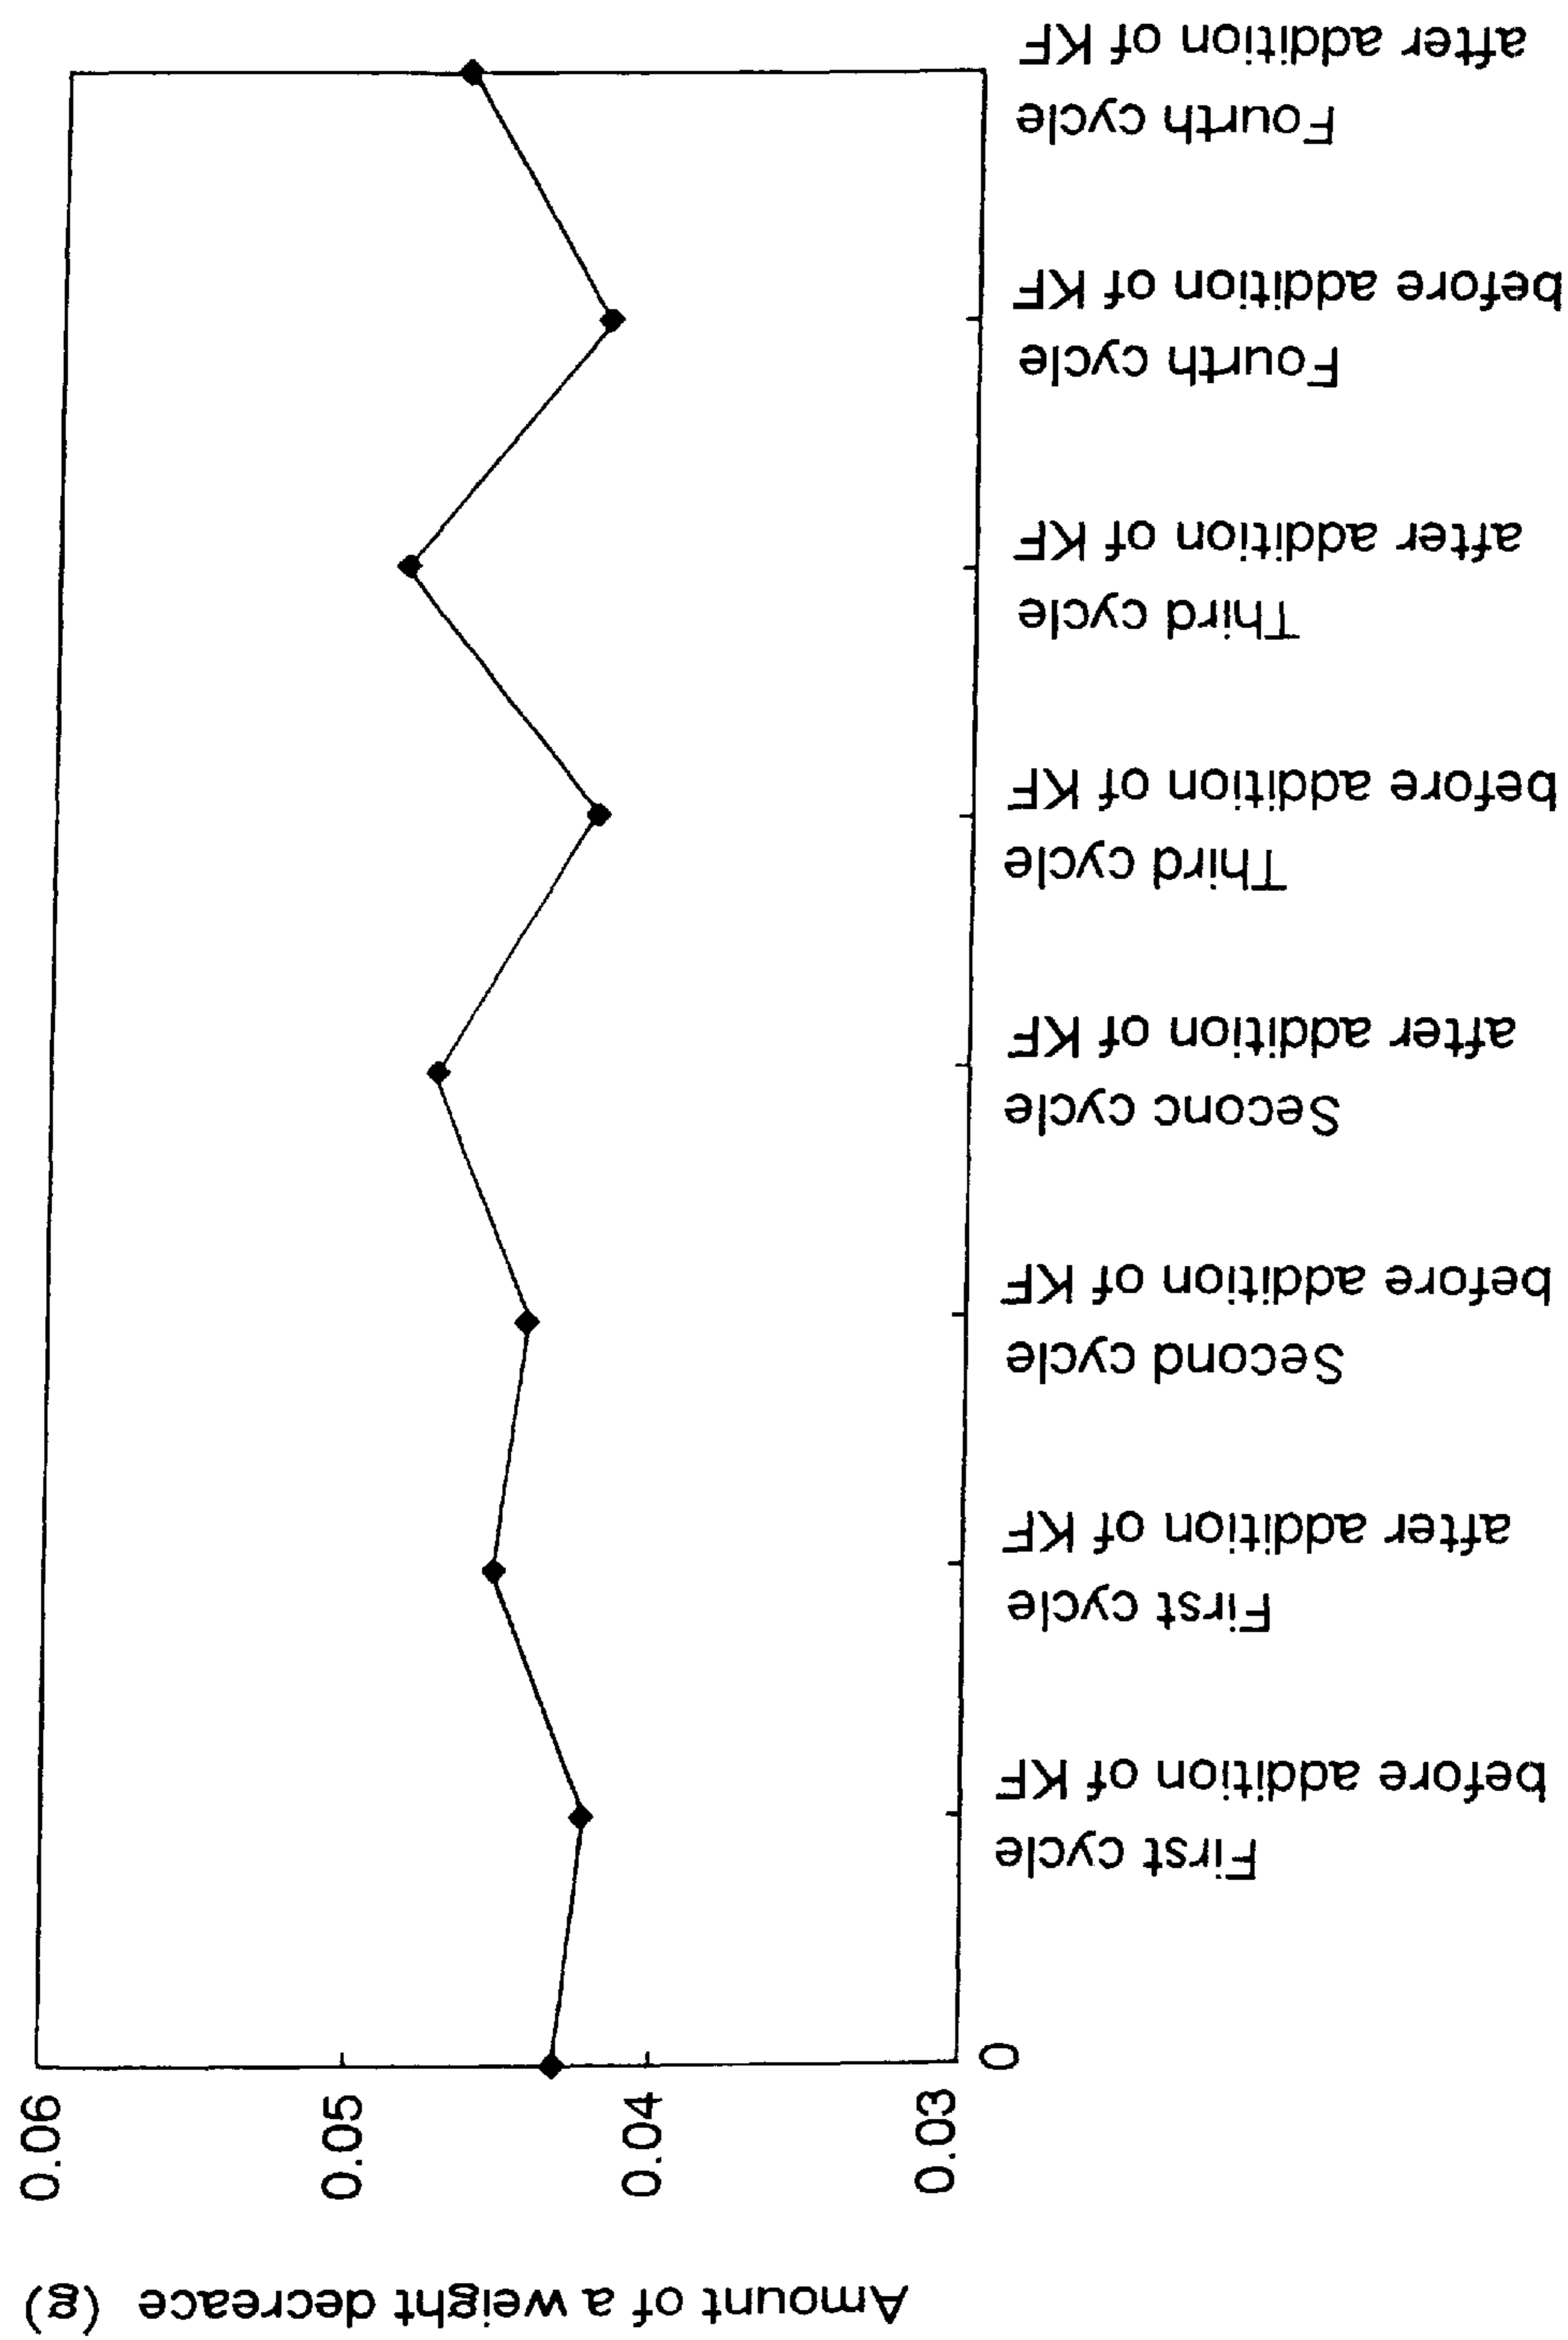 Amount of a weight decreace (g)
0.06
0.05
0.04
0.03
0
First cycle
before addition of KF
First cycle
after addition of KF
Second cycle
before addition of KF
Seconc cycle
after addition of KF
Third cycle
before addition of KF
Third cycle
after addition of KF
Fourth cycle
before addition of KF
Fourth cycle
after addition of KF